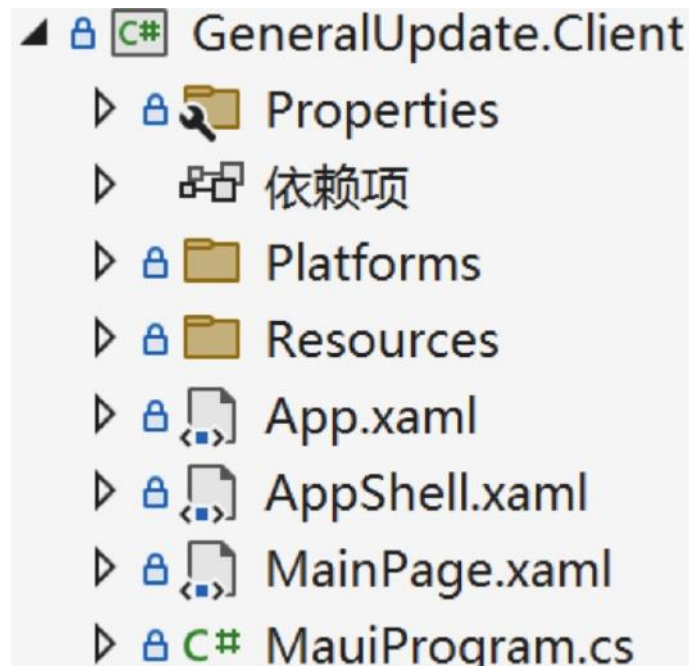 C# GeneralUpdate.Client
Properties
依赖项
Platforms
Resources
App.xaml
AppShell.xaml
MainPage.xaml
C# MauiProgram.cs